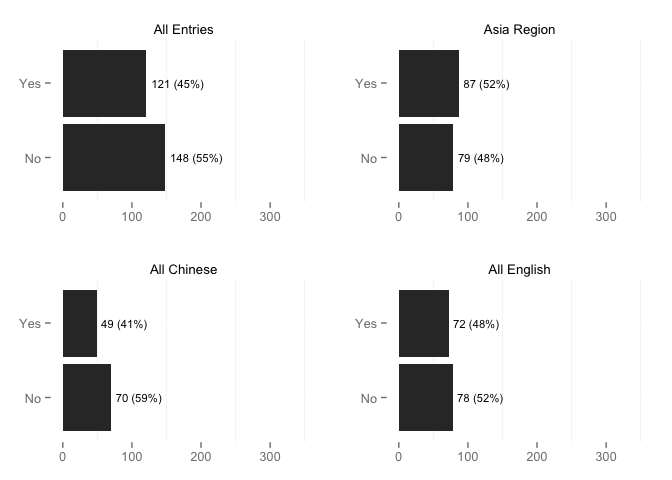 All Entries
Yes
121 (45%)
No
148 (55%)
0 100 200 300
Asia Region
Yes
87 (52%)
No
79 (48%)
0 100 200 300
All Chinese
Yes
49 (41%)
No
70 (59%)
0 100 200 300
All English
Yes
72 (48%)
No
78 (52%)
0 100 200 300